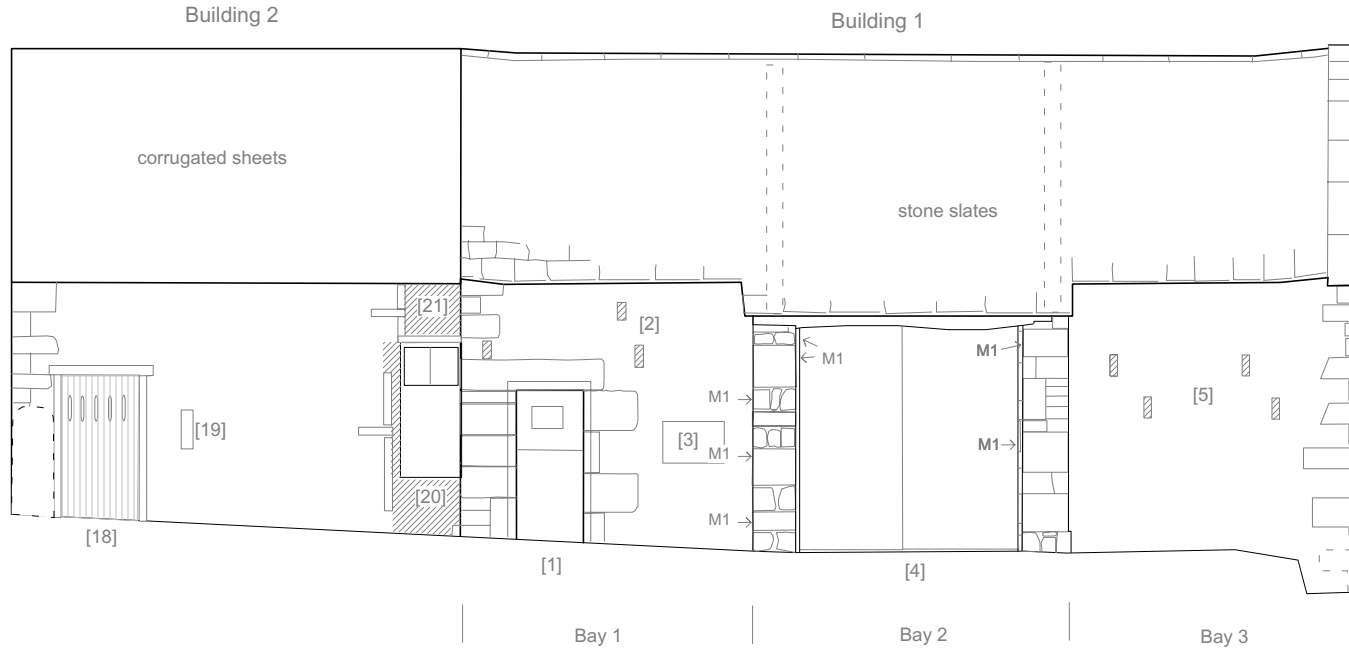 Building 2
Building 1
corrugated sheets
stone slates
[21]
[2]
M1
M1
[19]
[5]
M1
[3]
M1
M1
[20]
M1
[18]
[1]
[4]
Bay 1
Bay 2
Bay 3